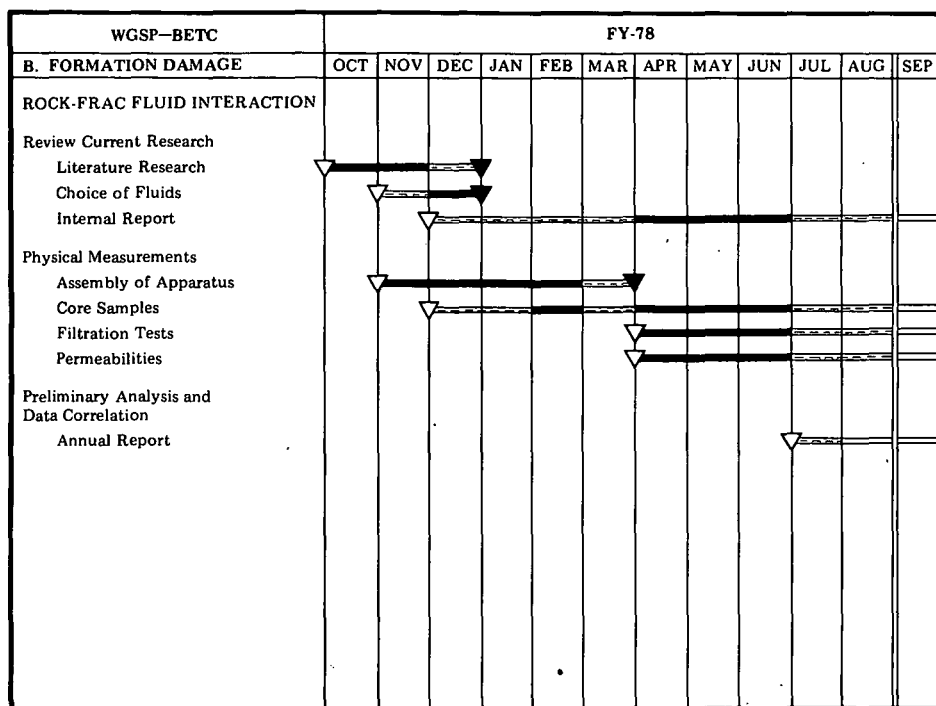 WGSP—BETC
FY-78
B. FORMATION DAMAGE
OCT NOV DEC JAN FEB MAR APR MAY JUN JUL AUG SEP
ROCK-FRAC FLUID INTERACTION
Review Current Research
Literature Research
Choice of Fluids
Internal Report
Physical Measurements
Assembly of Apparatus
Core Samples
Filtration Tests
Permeabilities
Preliminary Analysis and
Data Correlation
Annual Report